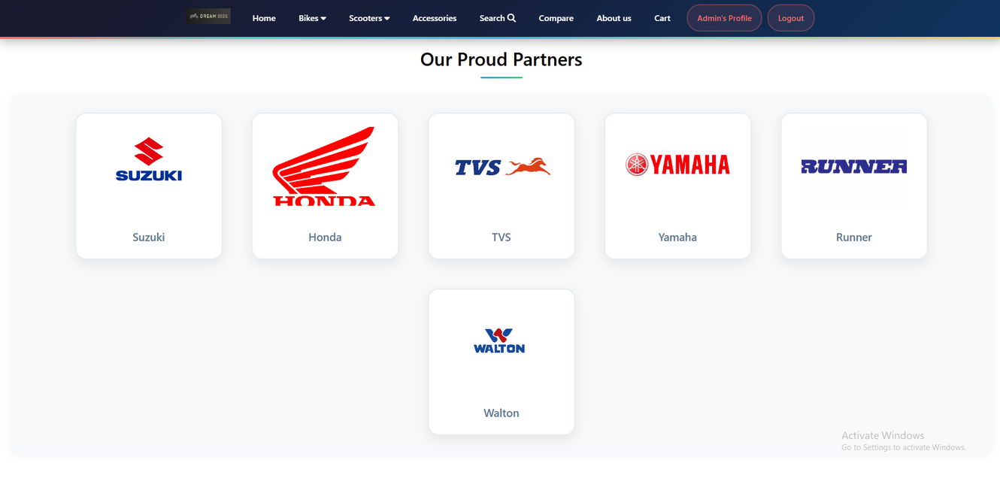 DREAM RIDE
Home Bikes Scooters Accessories Search Compare About us Cart Admin's Profile Logout
Our Proud Partners
SUZUKI
HONDA
TVS
YAMAHA
RUNNER
Suzuki
Honda
TVS
Yamaha
Runner
WALTON
Walton
Activate Windows
Go to Settings to activate Windows.